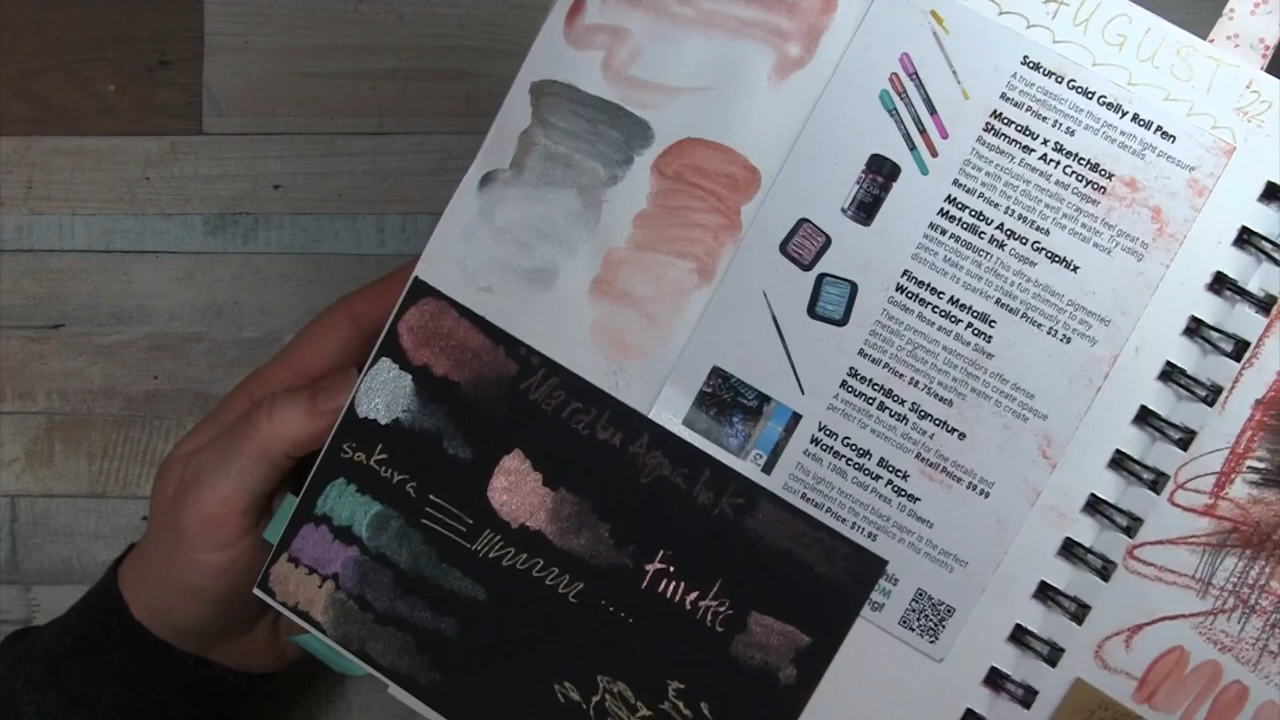 AUGUST
'22
Sakura Gold Gelly Roll Pen
A true classic! Use this pen with light pressure
for embellishments and fine details.
Retail Price: $1.56
Marabu x SketchBox
Shimmer Art Crayon
Raspberry, Emerald, and Copper
These exclusive metallic crayons feel great to
draw with and dilute well with water. Try using
them with the brush for fine detail work.
Retail Price: $3.99/Each
Marabu Aqua Graphix
Metallic Ink Copper
NEW PRODUCT! This ultra-brilliant, pigmented
watercolour ink offers a fun shimmer to any
piece. Make sure to shake vigorously to evenly
distribute its sparkle! Retail Price: $3.29
Finetec Metallic
Watercolor Pans
Golden Rose and Blue Silver
These premium watercolors offer dense
metallic pigment. Use them to create opaque
details or dilute them with water to create
subtle shimmering washes.
Retail Price: $8.75/each
SketchBox Signature
Round Brush Size 4
A versatile brush, ideal for fine details and
perfect for watercolor! Retail Price: $9.99
Van Gogh Black
Watercolour Paper
4x6in, 130lb, Cold Press, 10 Sheets
This lightly textured black paper is the perfect
complement to the metallics in this month's
box! Retail Price: $11.95
Marabu Aqua Ink
sakura
finetec